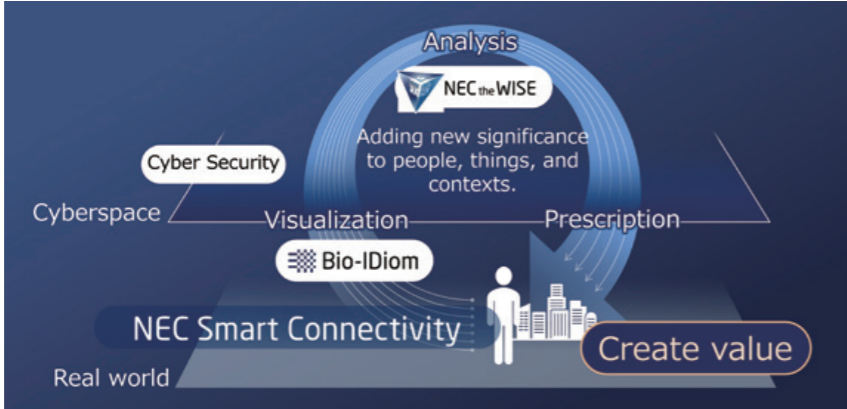 Analysis
NEC the WISE
Adding new significance
to people, things, and
contexts.
Cyber Security
Cyberspace
Visualization
Prescription
Bio-IDiom
NEC Smart Connectivity
Create value
Real world